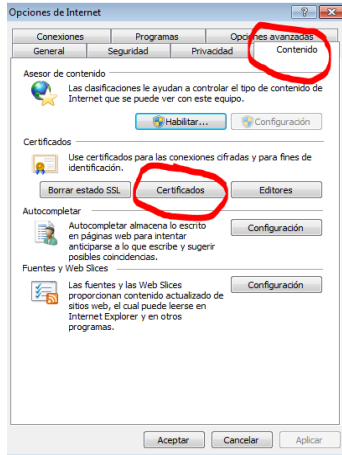 Opciones de Internet
Conexiones Programas Opciones avanzadas
General Seguridad Privacidad Contenido
Asesor de contenido
Las clasificaciones le ayudan a controlar el tipo de contenido de
Internet que se puede ver con este equipo.
Habilitar... Configuración
Certificados
Use certificados para las conexiones cifradas y para fines de
identificación.
Borrar estado SSL Certificados Editores
Autocompletar
Autocompletar almacena lo escrito
en páginas web para intentar
anticiparse a lo que escribe y sugerir
posibles coincidencias.
Configuración
Fuentes y Web Slices
Las fuentes y las Web Slices
proporcionan contenido actualizado de
sitios web, el cual puede leerse en
Internet Explorer y en otros
programas.
Configuración
Aceptar Cancelar Aplicar